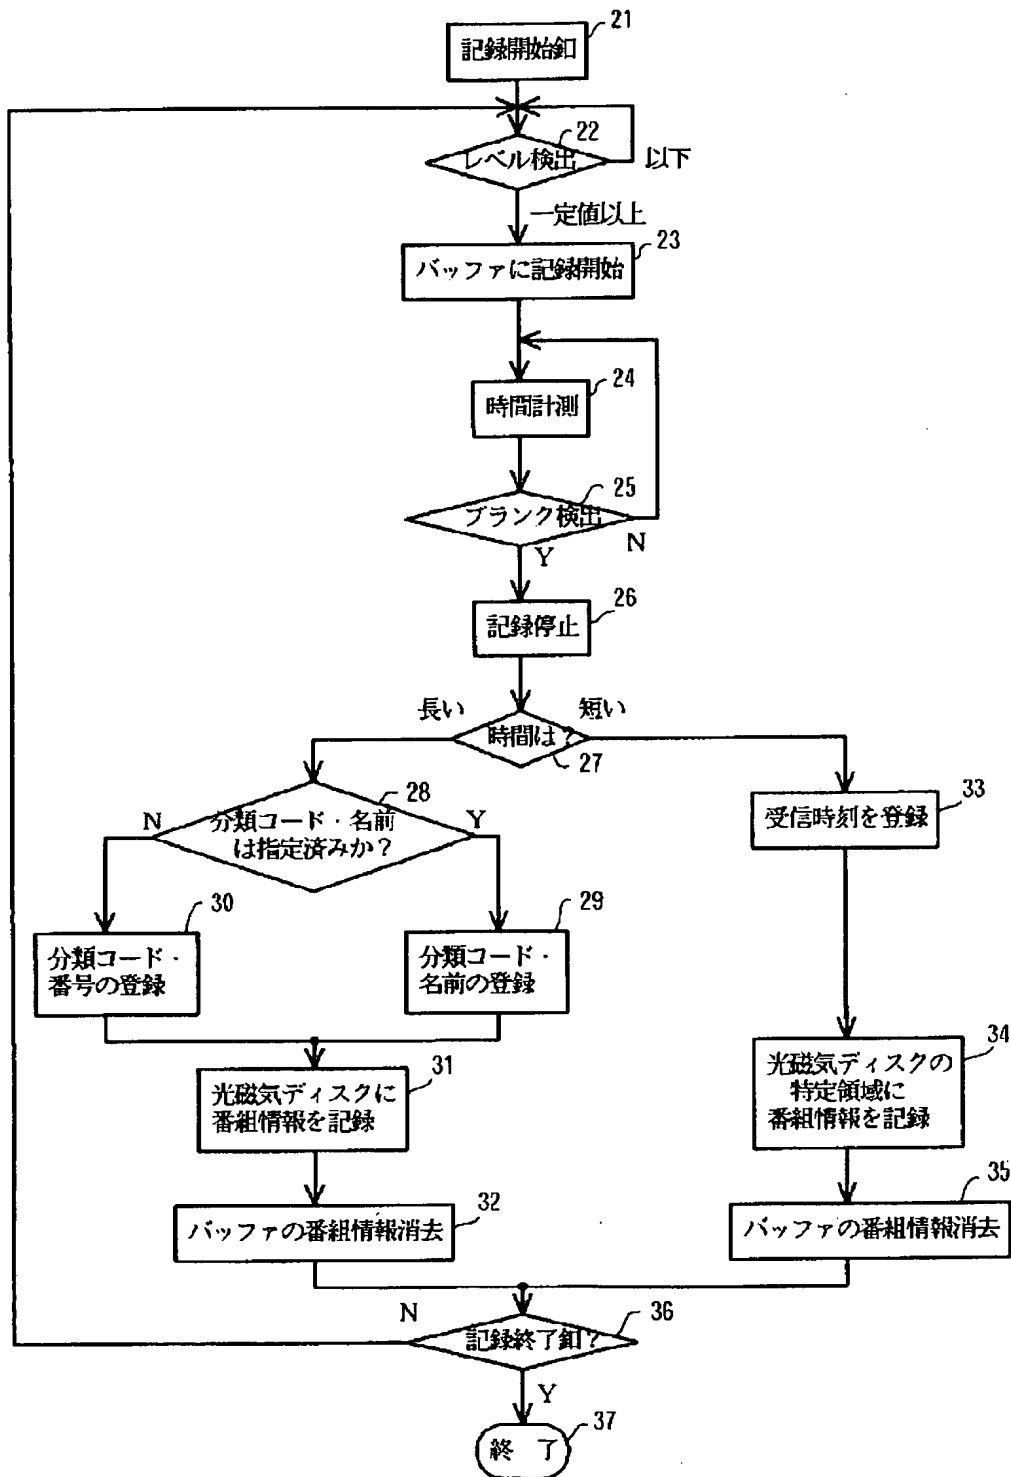 21
記録開始釦
22
レベル検出
以下
一定値以上
23
バッファに記録開始
24
時間計測
25
ブランク検出
N
Y
26
記録停止
長い
短い
時間は?
27
28
N
分類コード・名前
は指定済みか?
Y
33
受信時刻を登録
30
分類コード・
番号の登録
29
分類コード・
名前の登録
31
光磁気ディスクに
番組情報を記録
34
光磁気ディスクの
特定領域に
番組情報を記録
32
バッファの番組情報消去
35
バッファの番組情報消去
N
36
記録終了釦?
Y
37
終 了